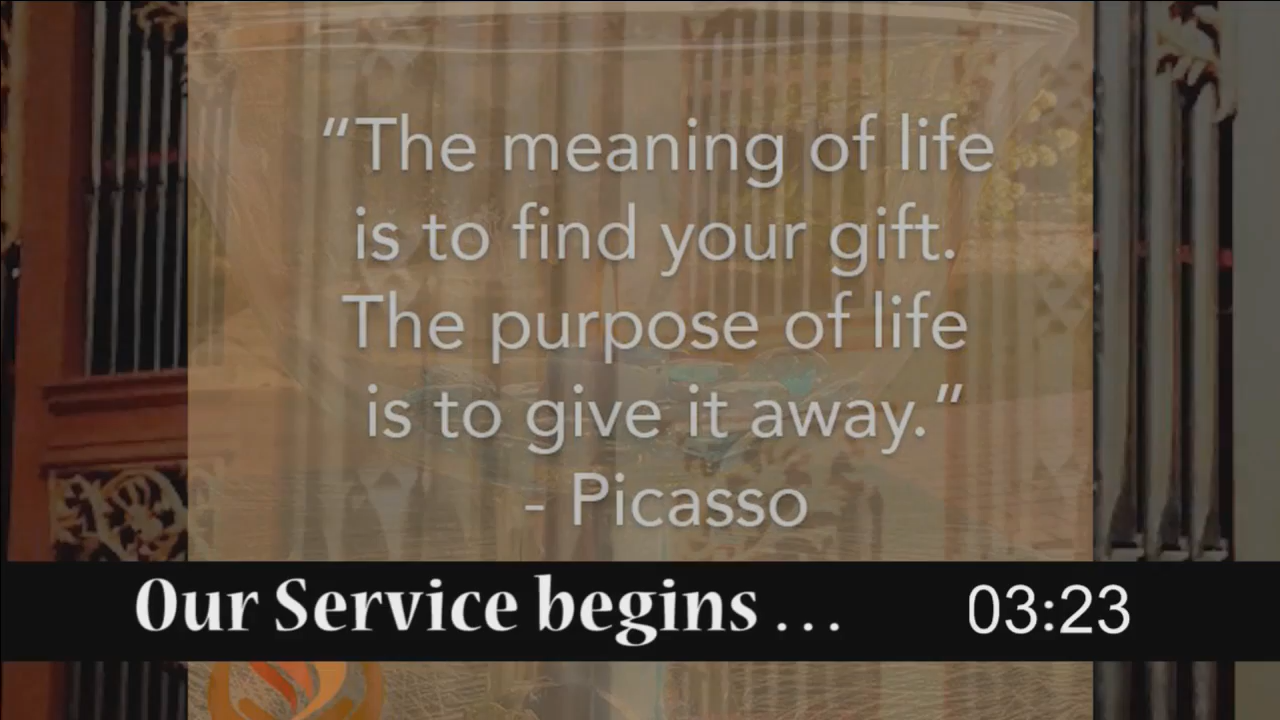 “The meaning of life
is to find your gift.
The purpose of life
is to give it away.”
- Picasso
Our Service begins ... 03:23